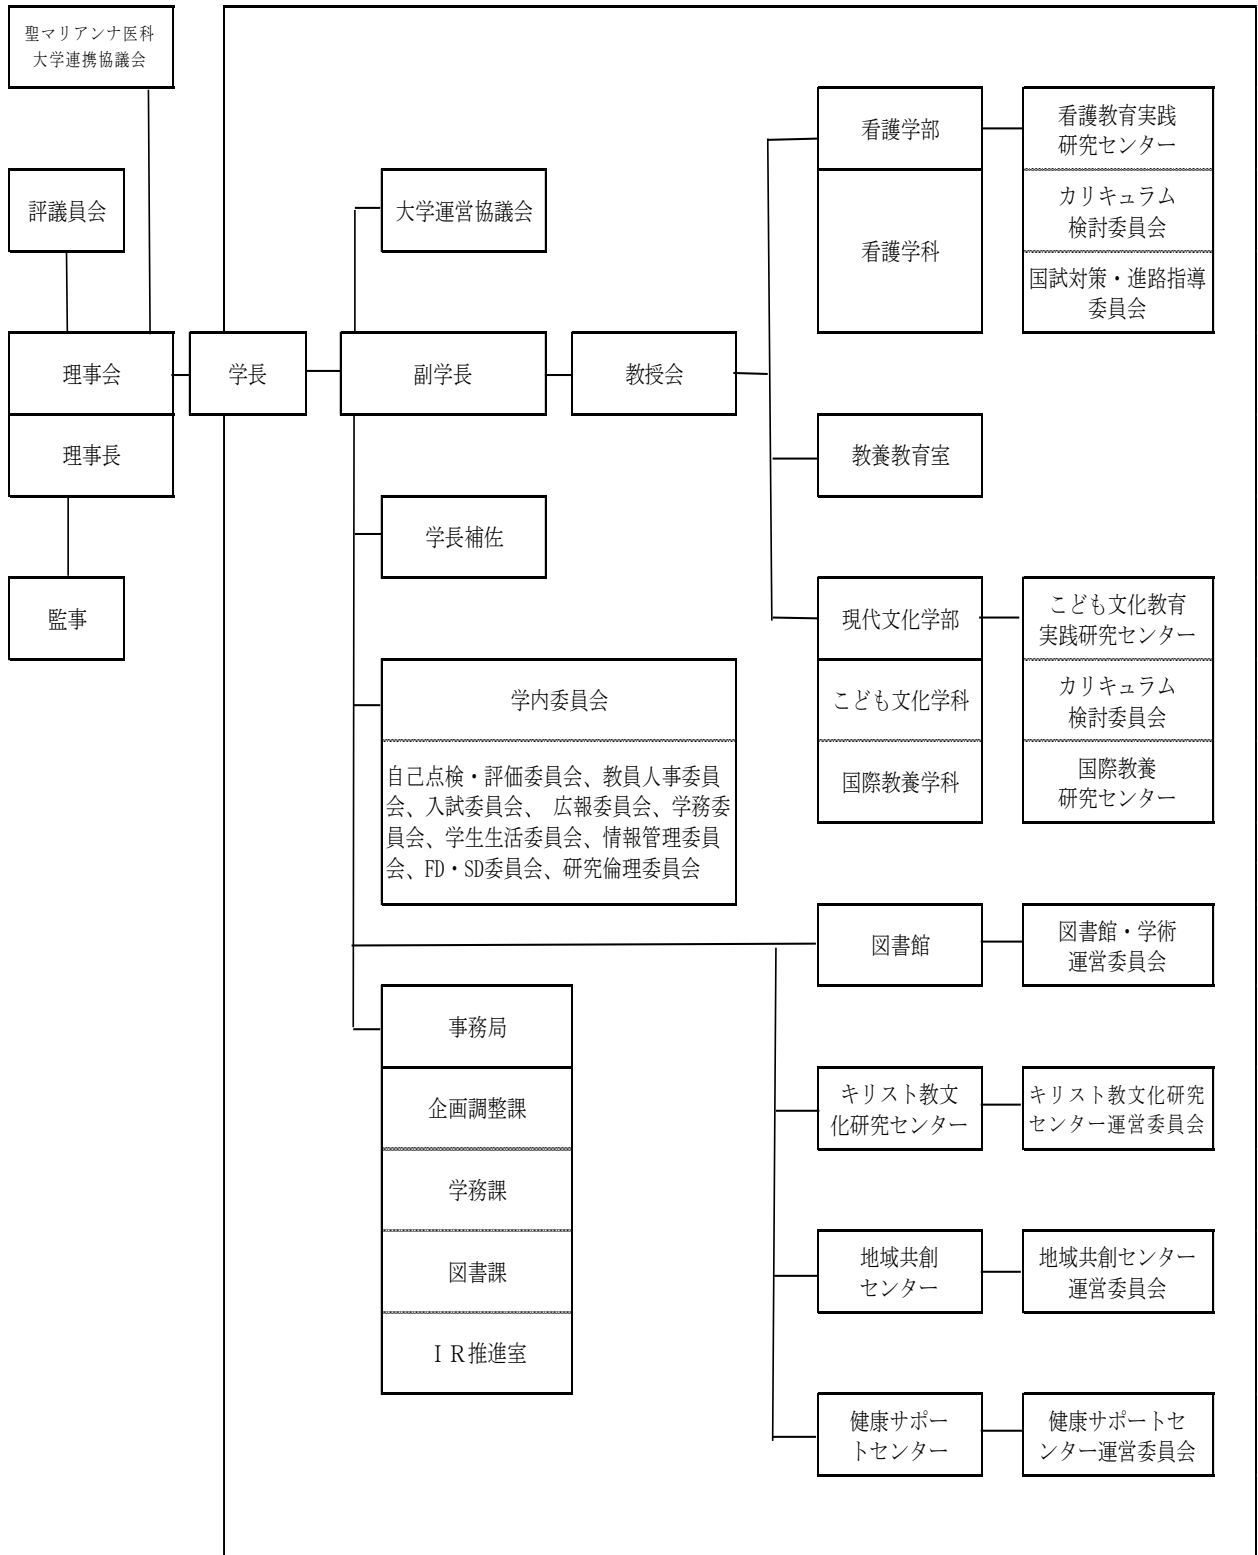 聖マリアンナ医科
大学連携協議会
評議員会
理事会
理事長
監事
学長
大学運営協議会
副学長
教授会
学長補佐
学内委員会
自己点検・評価委員会、教員人事委員
会、入試委員会、 広報委員会、学務委
員会、学生生活委員会、情報管理委員
会、FD・SD委員会、研究倫理委員会
事務局
企画調整課
学務課
図書課
ＩＲ推進室
看護学部
看護学科
看護教育実践
研究センター
カリキュラム
検討委員会
国試対策・進路指導
委員会
教養教育室
現代文化学部
こども文化学科
国際教養学科
こども文化教育
実践研究センター
カリキュラム
検討委員会
国際教養
研究センター
図書館
図書館・学術
運営委員会
キリスト教文
化研究センター
キリスト教文化研究
センター運営委員会
地域共創
センター
地域共創センター
運営委員会
健康サポー
トセンター
健康サポートセ
ンター運営委員会